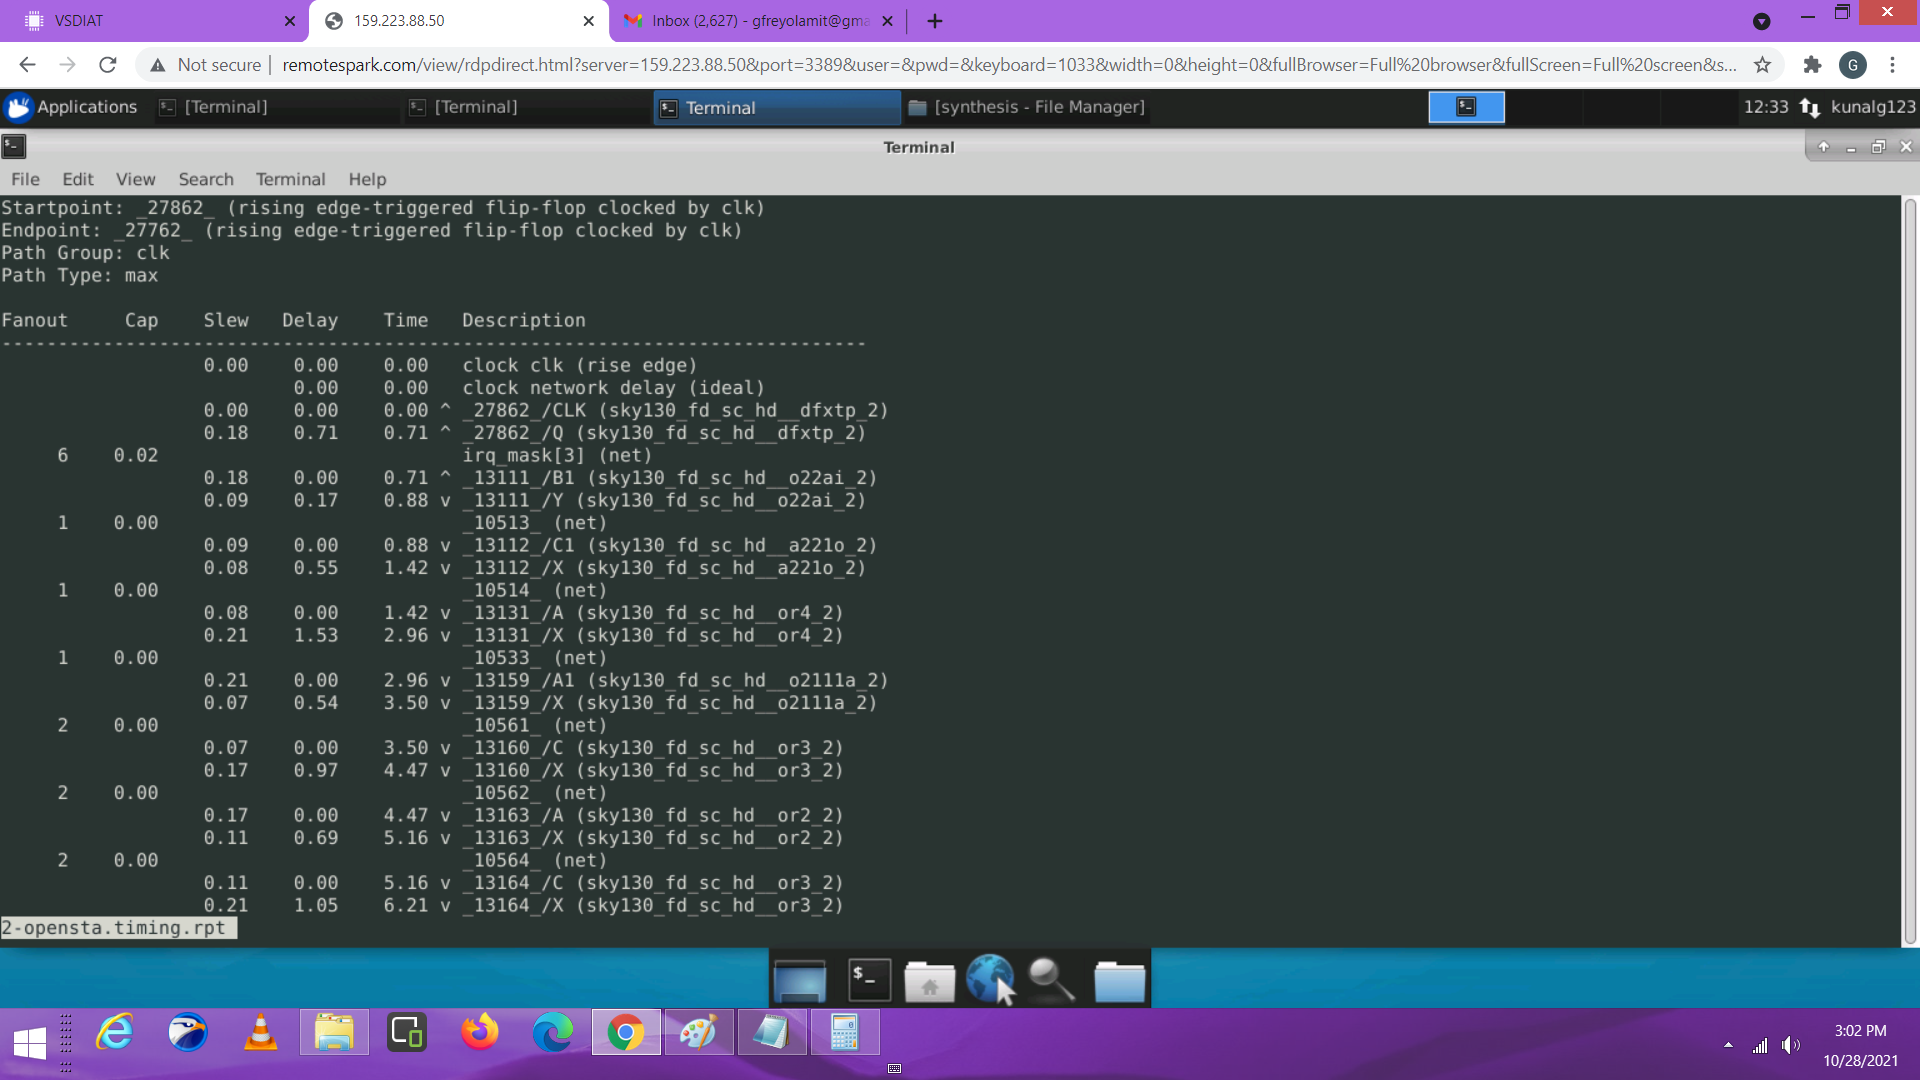 VSDIAT
159.223.88.50
Inbox (2,627) - gfreyolamit@gma
Not secure
remotespark.com/view/rdpdirect.html?server=159.223.88.50&port=3389&user=&pwd=&keyboard=1033&width=0&height=0&fullBrowser=Full%20browser&fullScreen=Full%20screen&s...
G
Applications
[Terminal]
[Terminal]
Terminal
[synthesis - File Manager]
12:33
kunalg123
Terminal
File Edit View Search Terminal Help
Startpoint: _27862_ (rising edge-triggered flip-flop clocked by clk)
Endpoint: _27762_ (rising edge-triggered flip-flop clocked by clk)
Path Group: clk
Path Type: max
Fanout Cap Slew Delay Time Description
-----------------------------------------------------------------------------
0.00 0.00 0.00 clock clk (rise edge)
0.00 0.00 clock network delay (ideal)
0.00 0.00 0.00 ^ _27862_/CLK (sky130_fd_sc_hd__dfxtp_2)
0.18 0.71 0.71 ^ _27862_/Q (sky130_fd_sc_hd__dfxtp_2)
6 0.02 irq_mask[3] (net)
0.18 0.00 0.71 ^ _13111_/B1 (sky130_fd_sc_hd__o22ai_2)
0.09 0.17 0.88 v _13111_/Y (sky130_fd_sc_hd__o22ai_2)
1 0.00 _10513_ (net)
0.09 0.00 0.88 v _13112_/C1 (sky130_fd_sc_hd__a221o_2)
0.08 0.55 1.42 v _13112_/X (sky130_fd_sc_hd__a221o_2)
1 0.00 _10514_ (net)
0.08 0.00 1.42 v _13131_/A (sky130_fd_sc_hd__or4_2)
0.21 1.53 2.96 v _13131_/X (sky130_fd_sc_hd__or4_2)
1 0.00 _10533_ (net)
0.21 0.00 2.96 v _13159_/A1 (sky130_fd_sc_hd__o2111a_2)
0.07 0.54 3.50 v _13159_/X (sky130_fd_sc_hd__o2111a_2)
2 0.00 _10561_ (net)
0.07 0.00 3.50 v _13160_/C (sky130_fd_sc_hd__or3_2)
0.17 0.97 4.47 v _13160_/X (sky130_fd_sc_hd__or3_2)
2 0.00 _10562_ (net)
0.17 0.00 4.47 v _13163_/A (sky130_fd_sc_hd__or2_2)
0.11 0.69 5.16 v _13163_/X (sky130_fd_sc_hd__or2_2)
2 0.00 _10564_ (net)
0.11 0.00 5.16 v _13164_/C (sky130_fd_sc_hd__or3_2)
0.21 1.05 6.21 v _13164_/X (sky130_fd_sc_hd__or3_2)
2-opensta.timing.rpt
3:02 PM
10/28/2021